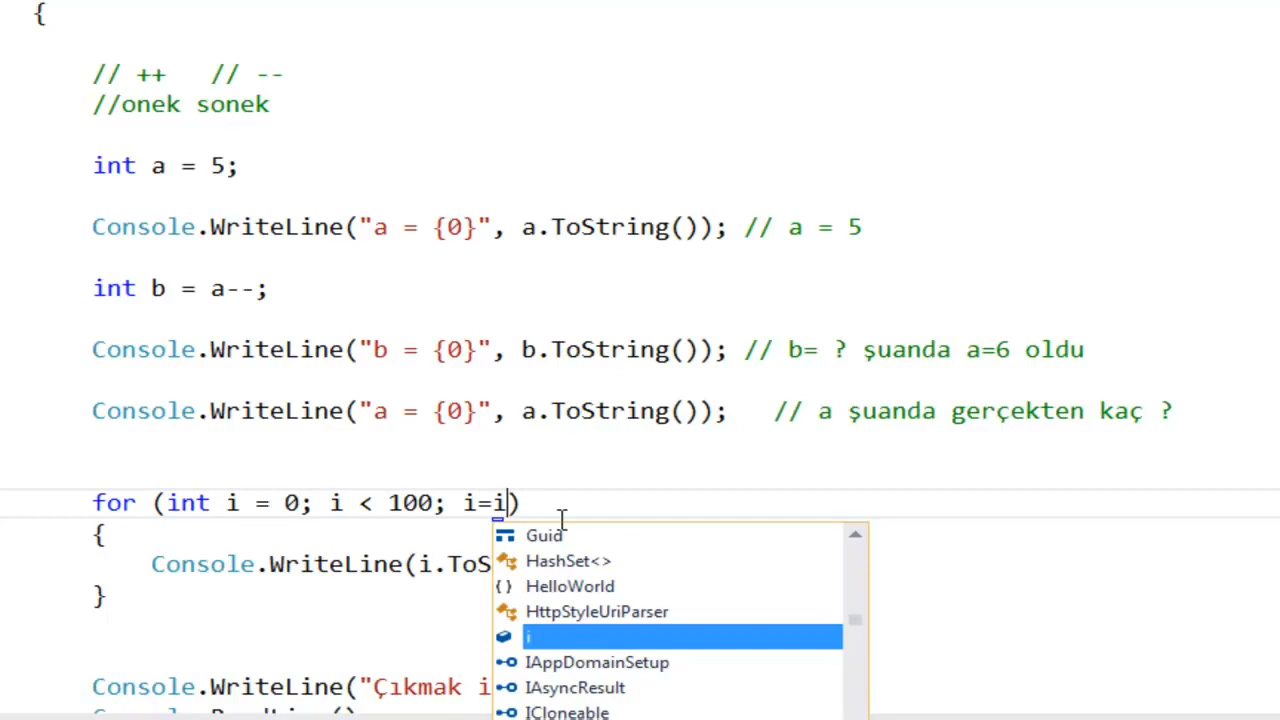 {
// ++   // --
//onek sonek
int a = 5;
Console.WriteLine("a = {0}", a.ToString()); // a = 5
int b = a--;
Console.WriteLine("b = {0}", b.ToString()); // b= ? şuanda a=6 oldu
Console.WriteLine("a = {0}", a.ToString());   // a şuanda gerçekten kaç ?
for (int i = 0; i < 100; i=i)
{
Guid
Console.WriteLine(i.ToS
HashSet<>
{ } HelloWorld
}
HttpStyleUriParser
i
IAppDomainSetup
Console.WriteLine("Çıkmak i
IAsyncResult
ICloneable